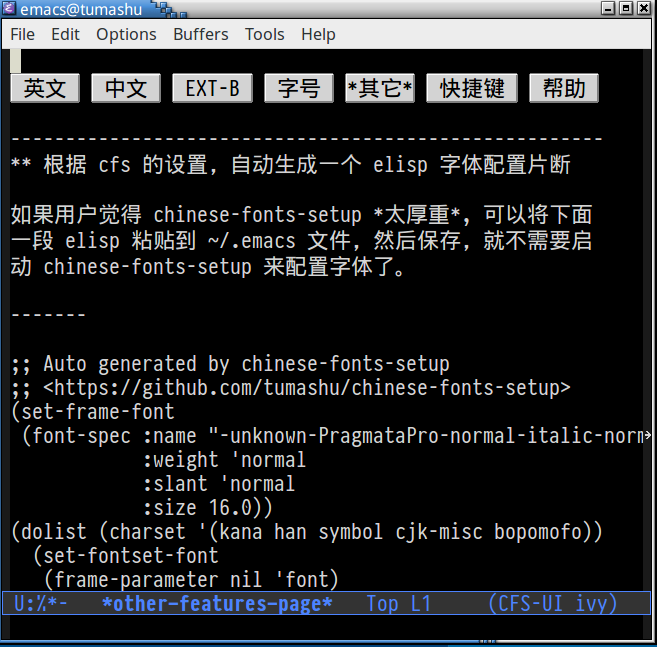 emacs@tumashu
File Edit Options Buffers Tools Help
英文 中文 EXT-B 字号 *其它* 快捷键 帮助
-------------------------------------------------------
** 根据 cfs 的设置，自动生成一个 elisp 字体配置片断
如果用户觉得 chinese-fonts-setup *太厚重*，可以将下面
一段 elisp 粘贴到 ~/.emacs 文件，然后保存，就不需要启
动 chinese-fonts-setup 来配置字体了。
-------
;; Auto generated by chinese-fonts-setup
;; <https://github.com/tumashu/chinese-fonts-setup>
(set-frame-font
(font-spec :name "-unknown-PragmataPro-normal-italic-norm
:weight 'normal
:slant 'normal
:size 16.0))
(dolist (charset '(kana han symbol cjk-misc bopomofo))
(set-fontset-font
(frame-parameter nil 'font)
U:%*- *other-features-page* Top L1 (CFS-UI ivy)